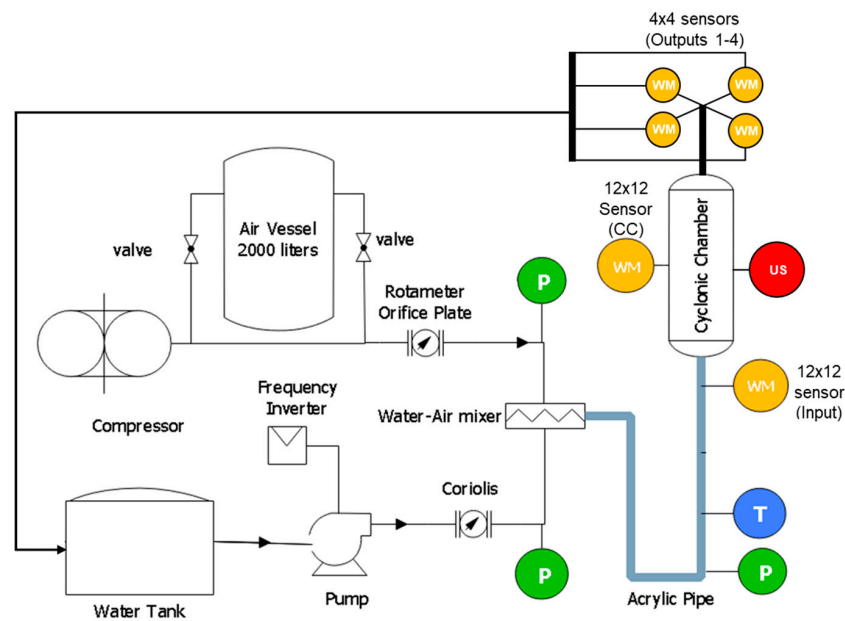 4x4 sensors
(Outputs 1-4)
WM
WM
WM
WM
12x12
Sensor
(CC)
WM
Cyclonic Chamber
US
Air Vessel
2000 liters
valve
valve
P
Rotameter
Orifice Plate
Compressor
Frequency
Inverter
Water-Air mixer
WM
12x12
sensor
(Input)
Coriolis
T
P
P
Water Tank
Pump
Acrylic Pipe